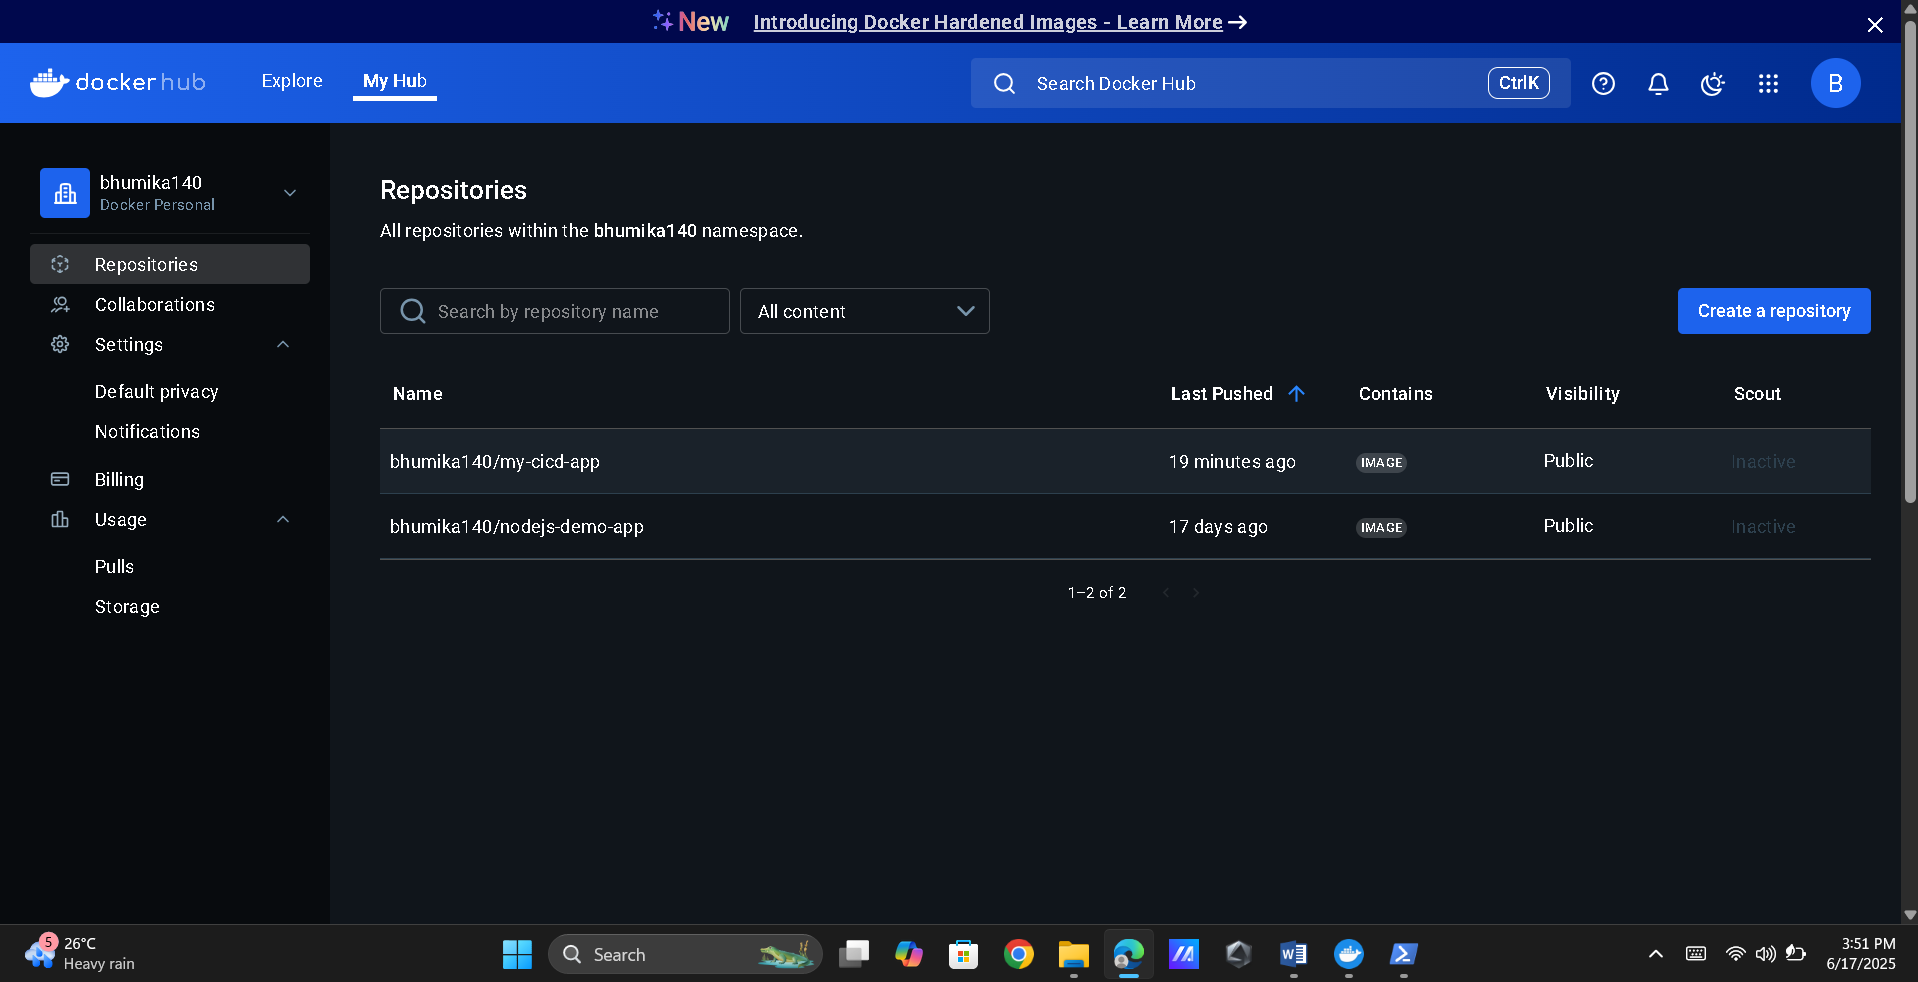 New Introducing Docker Hardened Images - Learn More
dockerhub Explore My Hub Search Docker Hub CtrlK B
bhumika140
Docker Personal
Repositories
Collaborations
Settings
Default privacy
Notifications
Billing
Usage
Pulls
Storage
Repositories
All repositories within the bhumika140 namespace.
Search by repository name All content Create a repository
Name Last Pushed Contains Visibility Scout
bhumika140/my-cicd-app 19 minutes ago IMAGE Public Inactive
bhumika140/nodejs-demo-app 17 days ago IMAGE Public Inactive
1–2 of 2
5 26°C
Heavy rain
Search
3:51 PM
6/17/2025